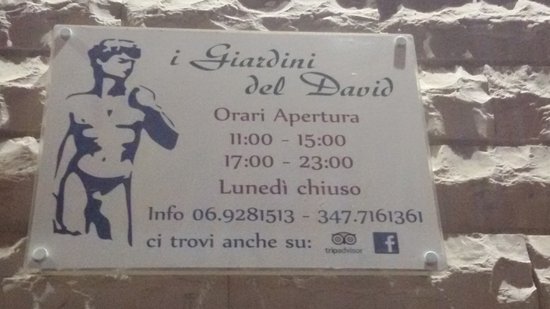 i Giardini
del David
Orari Apertura
11:00 - 15:00
17:00 - 23:00
Lunedì chiuso
Info 06.9281513 - 347.7161361
ci trovi anche su:
tripadvisor
f